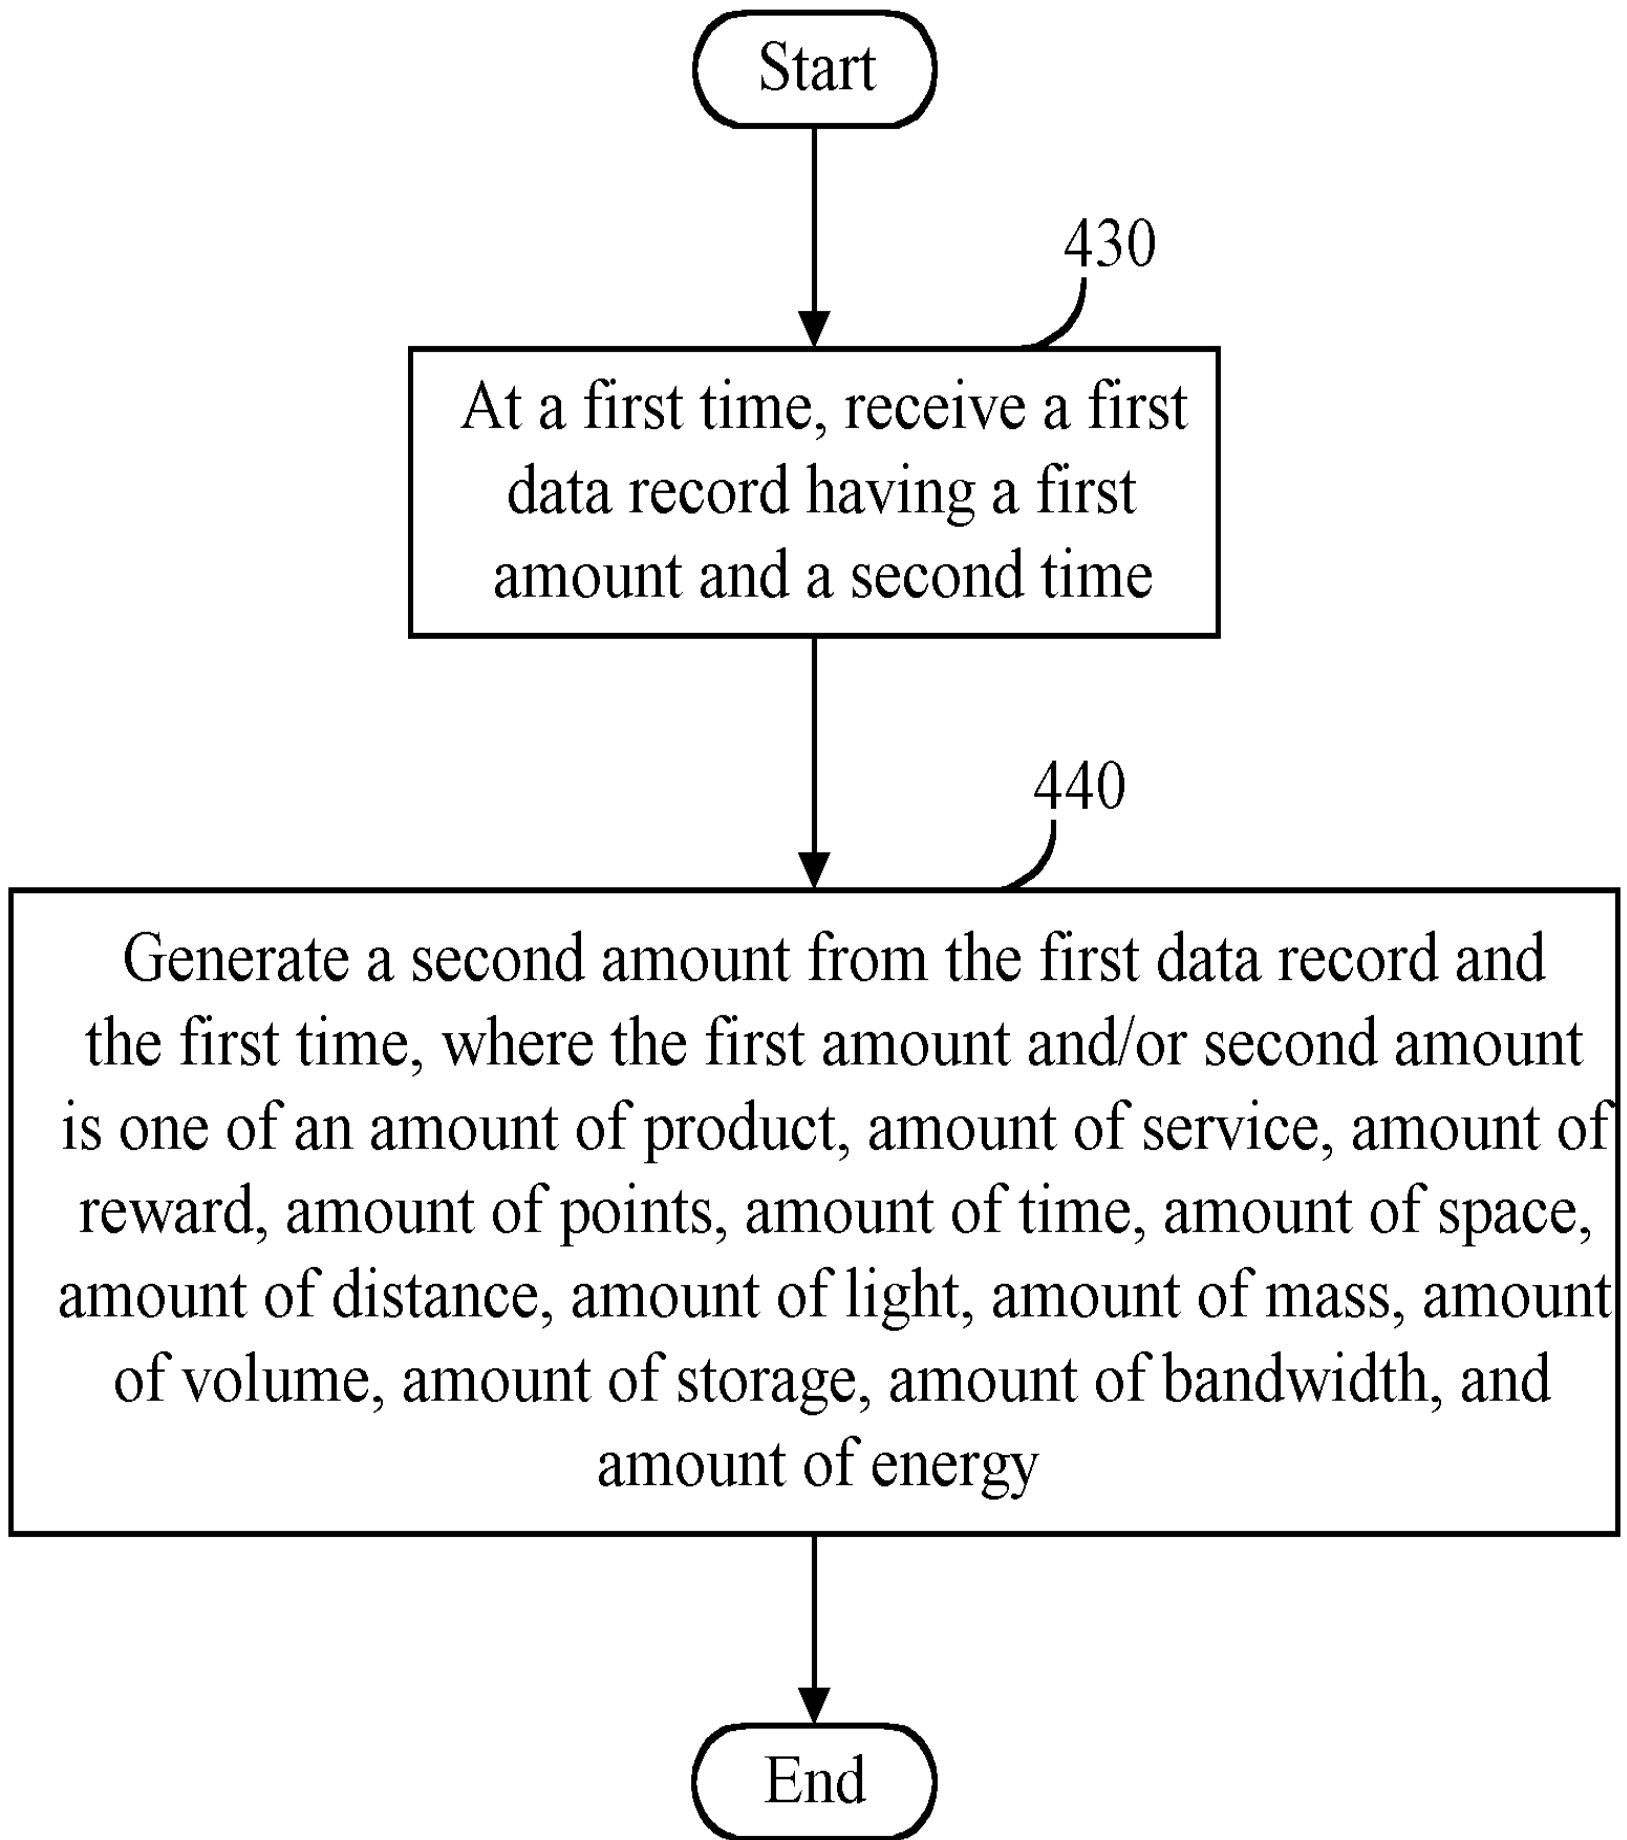 Start
430
At a first time, receive a first
data record having a first
amount and a second time
440
Generate a second amount from the first data record and
the first time, where the first amount and/or second amount
is one of an amount of product, amount of service, amount of
reward, amount of points, amount of time, amount of space,
amount of distance, amount of light, amount of mass, amount
of volume, amount of storage, amount of bandwidth, and
amount of energy
End